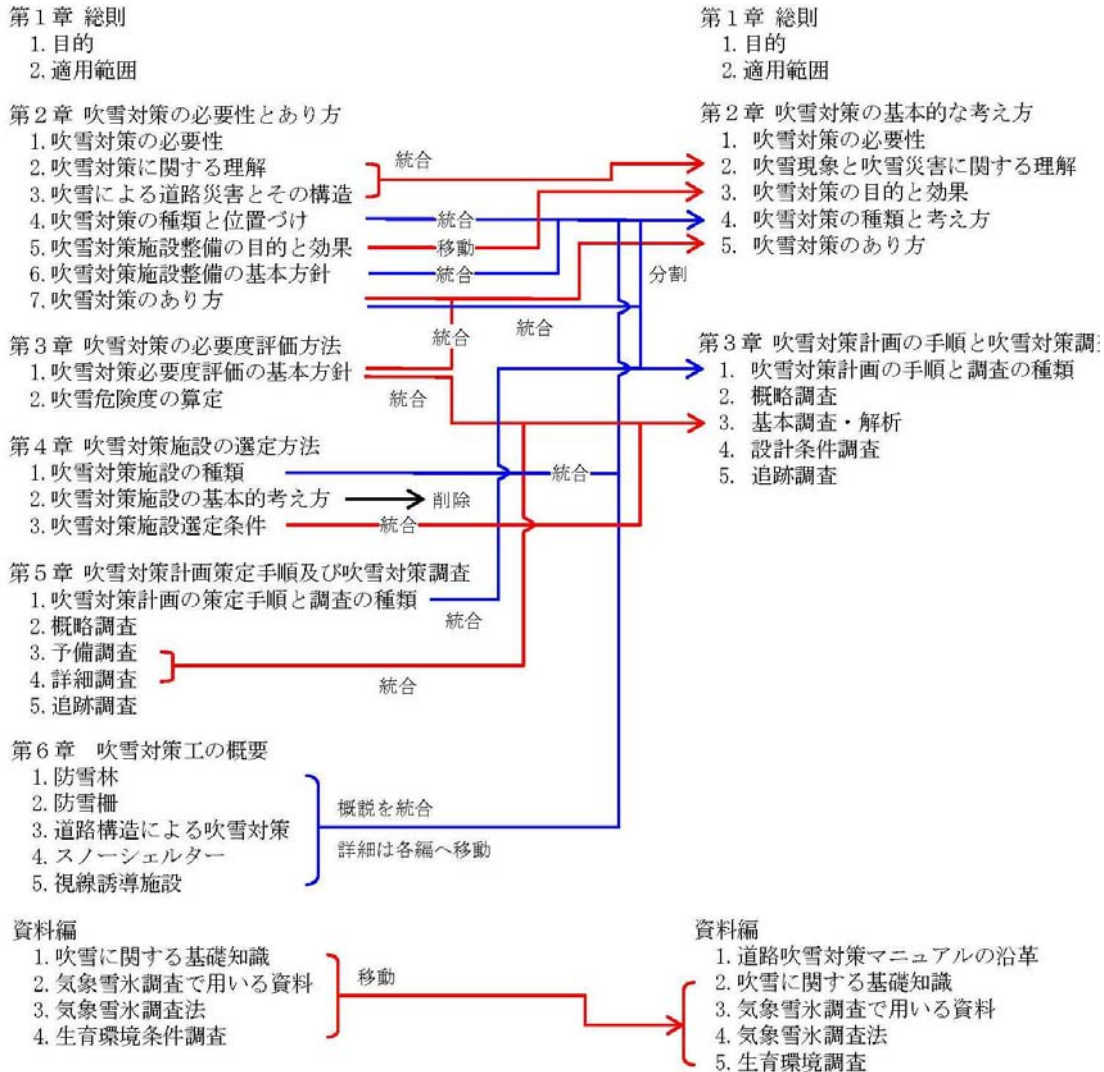 第1章 総則
1. 目的
2. 適用範囲
第2章 吹雪対策の必要性とあり方
1. 吹雪対策の必要性
2. 吹雪対策に関する理解
3. 吹雪による道路災害とその構造
4. 吹雪対策の種類と位置づけ
5. 吹雪対策施設整備の目的と効果
6. 吹雪対策施設整備の基本方針
7. 吹雪対策のあり方
第3章 吹雪対策の必要度評価方法
1. 吹雪対策必要度評価の基本方針
2. 吹雪危険度の算定
第4章 吹雪対策施設の選定方法
1. 吹雪対策施設の種類
2. 吹雪対策施設の基本的考え方
3. 吹雪対策施設選定条件
第5章 吹雪対策計画策定手順及び吹雪対策調査
1. 吹雪対策計画の策定手順と調査の種類
2. 概略調査
3. 予備調査
4. 詳細調査
5. 追跡調査
第6章 吹雪対策工の概要
1. 防雪林
2. 防雪柵
3. 道路構造による吹雪対策
4. スノーシェルター
5. 視線誘導施設
資料編
1. 吹雪に関する基礎知識
2. 気象雪氷調査で用いる資料
3. 気象雪氷調査法
4. 生育環境条件調査
統合
統合
移動
統合
分割
統合
統合
統合
統合
削除
統合
統合
統合
概説を統合
詳細は各編へ移動
移動
第1章 総則
1. 目的
2. 適用範囲
第2章 吹雪対策の基本的な考え方
1. 吹雪対策の必要性
2. 吹雪現象と吹雪災害に関する理解
3. 吹雪対策の目的と効果
4. 吹雪対策の種類と考え方
5. 吹雪対策のあり方
第3章 吹雪対策計画の手順と吹雪対策調
1. 吹雪対策計画の手順と調査の種類
2. 概略調査
3. 基本調査・解析
4. 設計条件調査
5. 追跡調査
資料編
1. 道路吹雪対策マニュアルの沿革
2. 吹雪に関する基礎知識
3. 気象雪氷調査で用いる資料
4. 気象雪氷調査法
5. 生育環境調査